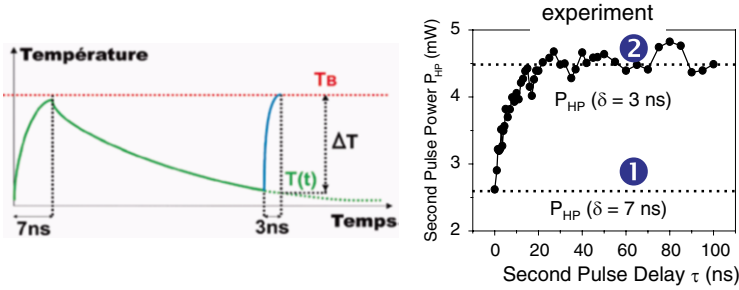 Température
TB
ΔT
T(t)
Temps
7ns
3ns
experiment
Second Pulse Power PHP (mW)
5
4
3
2
2
PHP (δ = 3 ns)
1
PHP (δ = 7 ns)
0 20 40 60 80 100
Second Pulse Delay τ (ns)